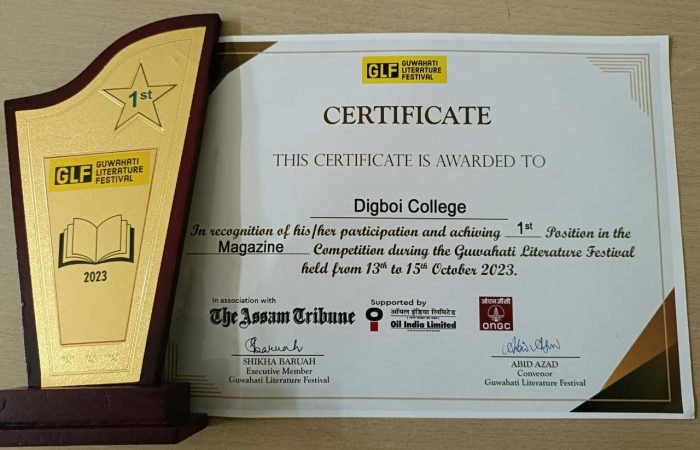 1st
GLF GUWAHATI
LITERATURE
FESTIVAL
2023
GLF GUWAHATI
LITERATURE
FESTIVAL
CERTIFICATE
THIS CERTIFICATE IS AWARDED TO
Digboi College
In recognition of his/her participation and achiving 1st Position in the
Magazine Competition during the Guwahati Literature Festival
held from 13th to 15th October 2023.
In association with
The Assam Tribune
Supported by
ऑयल इंडिया लिमिटेड
Oil India Limited
ओएनजीसी
ONGC
SHIKHA BARUAH
Executive Member
Guwahati Literature Festival
ABID AZAD
Convenor
Guwahati Literature Festival